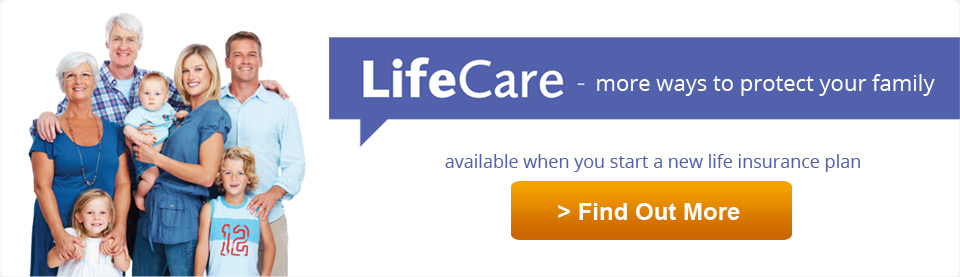 LifeCare - more ways to protect your family
available when you start a new life insurance plan
> Find Out More
12